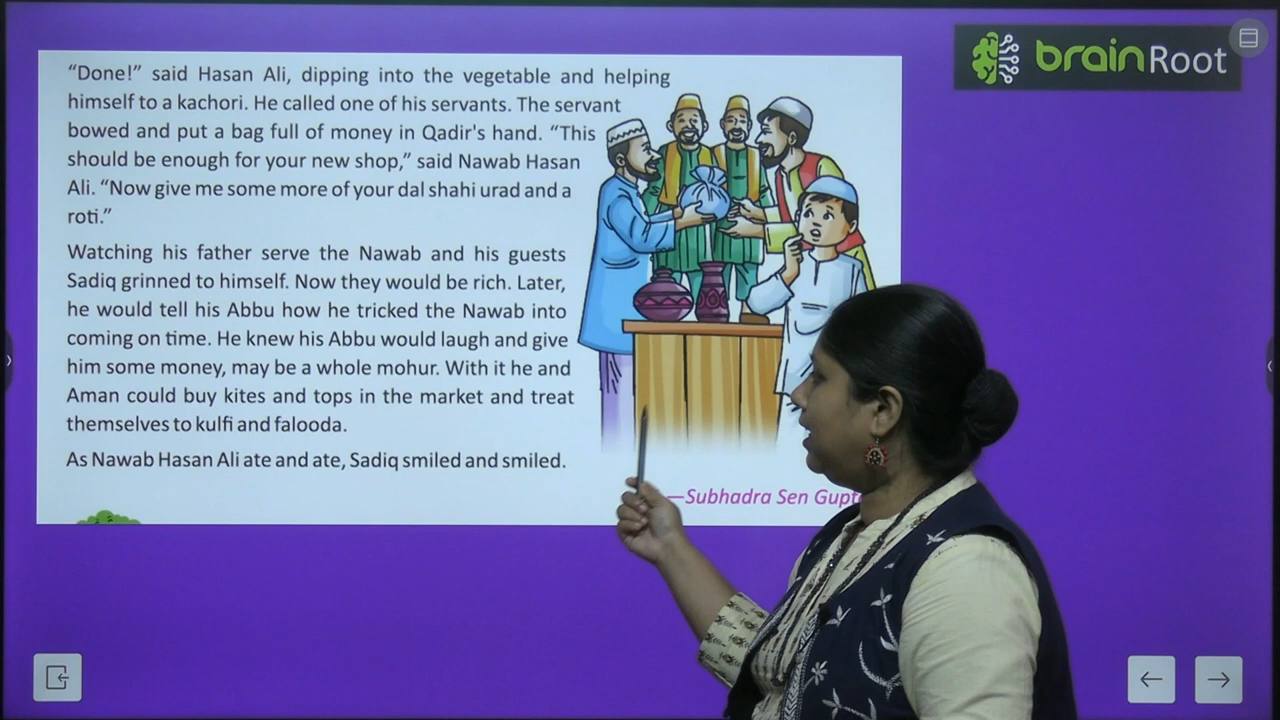 brainRoot
“Done!” said Hasan Ali, dipping into the vegetable and helping
himself to a kachori. He called one of his servants. The servant
bowed and put a bag full of money in Qadir's hand. “This
should be enough for your new shop,” said Nawab Hasan
Ali. “Now give me some more of your dal shahi urad and a
roti.”
Watching his father serve the Nawab and his guests
Sadiq grinned to himself. Now they would be rich. Later,
he would tell his Abbu how he tricked the Nawab into
coming on time. He knew his Abbu would laugh and give
him some money, may be a whole mohur. With it he and
Aman could buy kites and tops in the market and treat
themselves to kulfi and falooda.
As Nawab Hasan Ali ate and ate, Sadiq smiled and smiled.
—Subhadra Sen Gupt